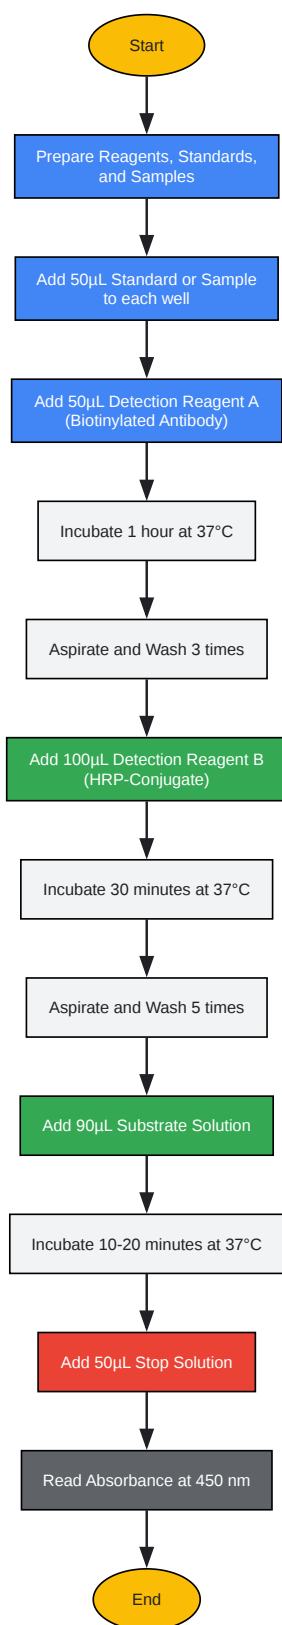 Start
Prepare Reagents, Standards,
and Samples
Add 50µL Standard or Sample
to each well
Add 50µL Detection Reagent A
(Biotinylated Antibody)
Incubate 1 hour at 37°C
Aspirate and Wash 3 times
Add 100µL Detection Reagent B
(HRP-Conjugate)
Incubate 30 minutes at 37°C
Aspirate and Wash 5 times
Add 90µL Substrate Solution
Incubate 10-20 minutes at 37°C
Add 50µL Stop Solution
Read Absorbance at 450 nm
End